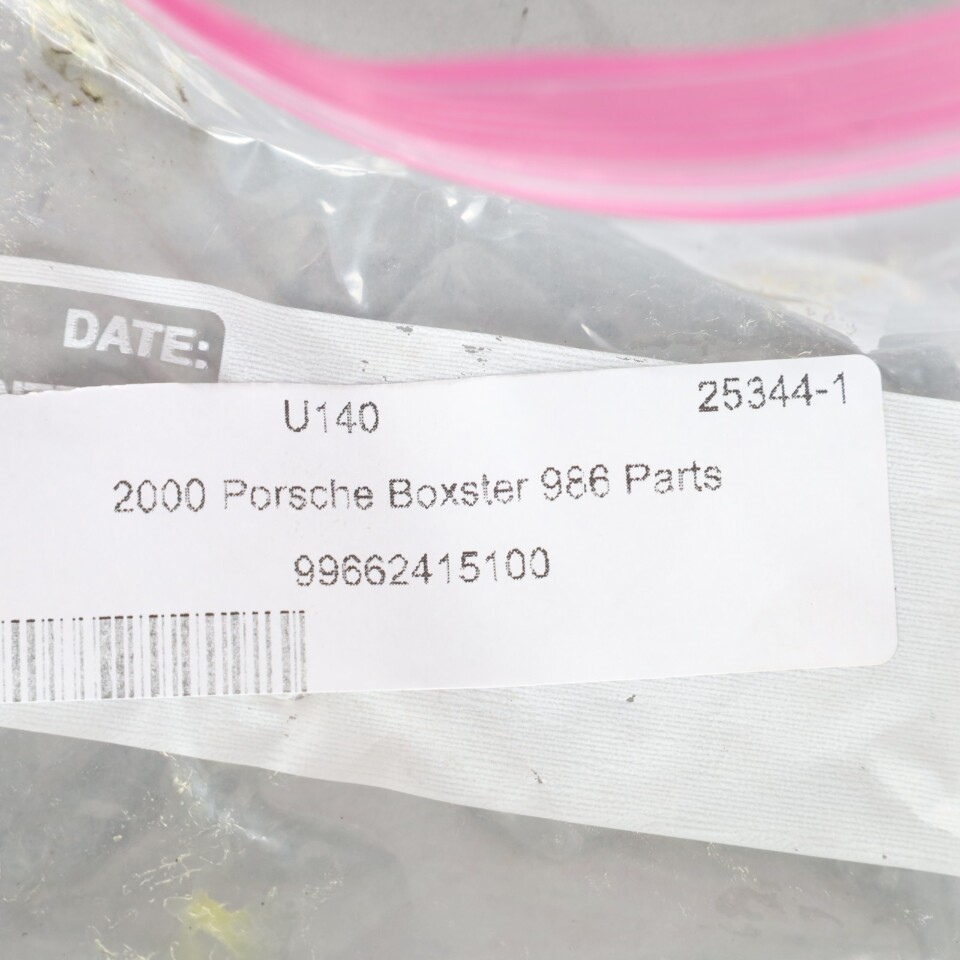 DATE:
U140 25344-1
2000 Porsche Boxster 986 Parts
99662415100